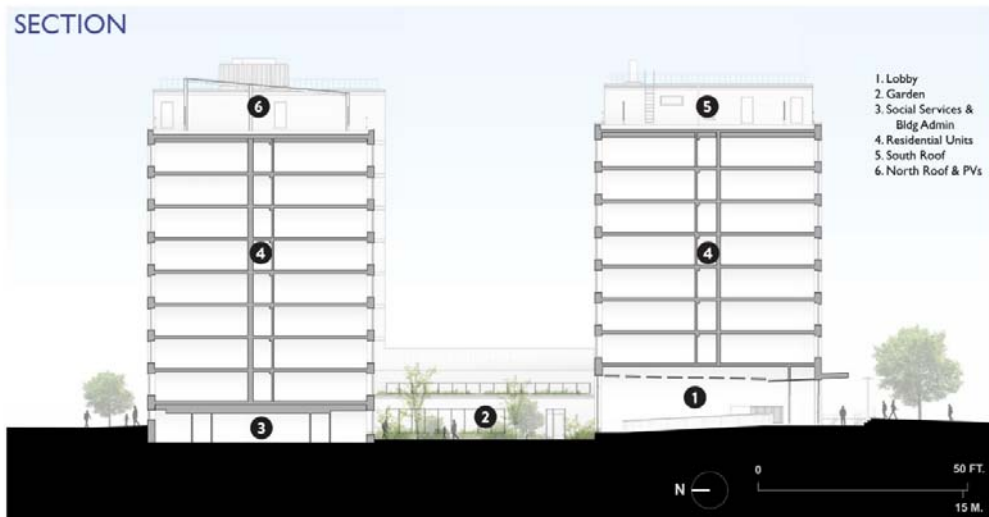 SECTION
1. Lobby
2. Garden
3. Social Services &
Bldg Admin
4. Residential Units
5. South Roof
6. North Roof & PVs
6
5
4
4
1
2
3
N
0
50 FT.
15 M.